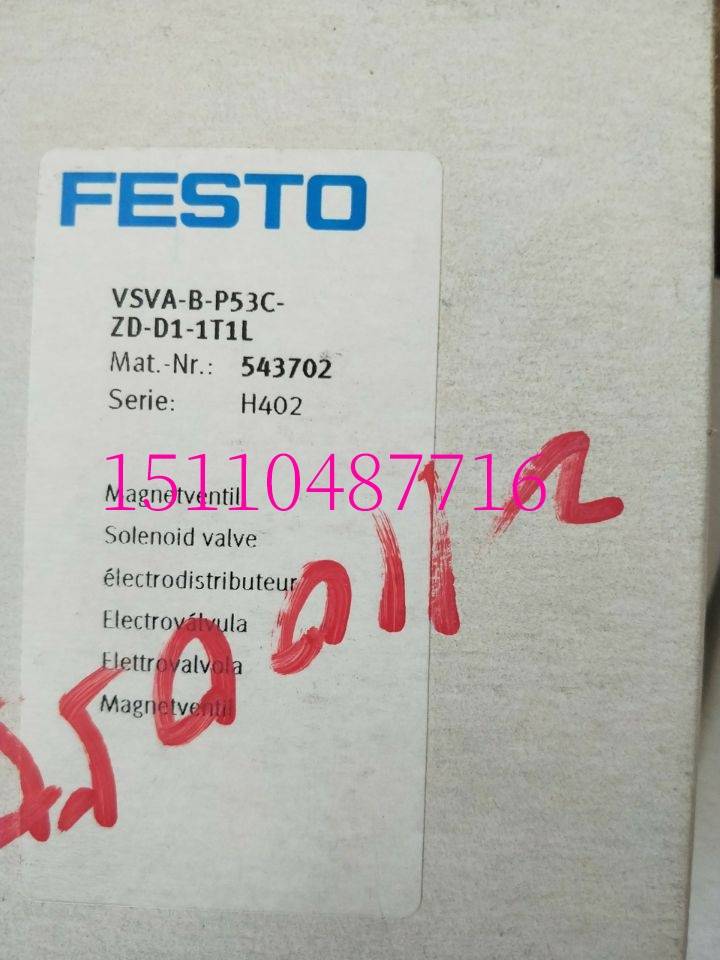 FESTO
VSVA-B-P53C-
ZD-D1-1T1L
Mat.-Nr.: 543702
Serie: H402
15110487716
Magnetventil
Solenoid valve
électrodistributeur
Electroválvula
Elettrovalvola
Magnetventil